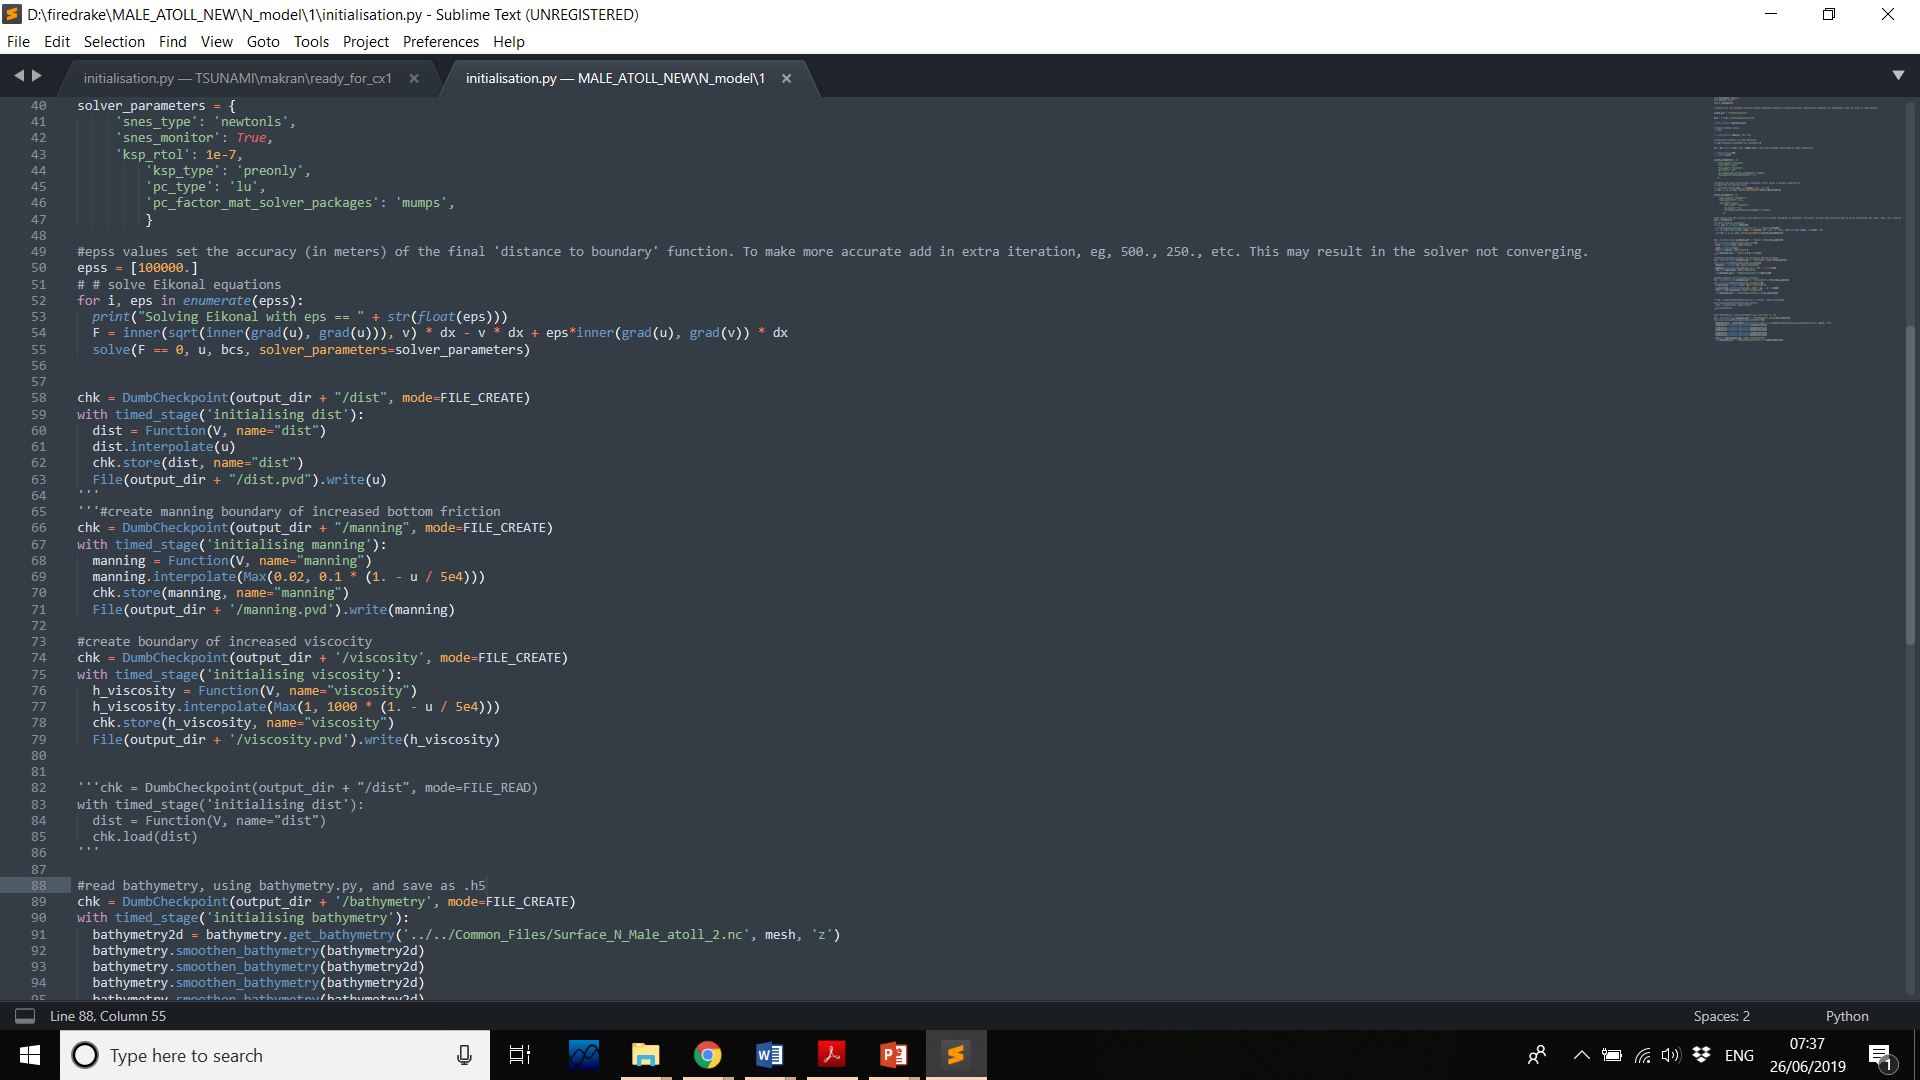 D:\firedrake\MALE_ATOLL_NEW\N_model\1\initialisation.py - Sublime Text (UNREGISTERED)
File Edit Selection Find View Goto Tools Project Preferences Help
initialisation.py — TSUNAMI\makran\ready_for_cx1
initialisation.py — MALE_ATOLL_NEW\N_model\1
40 solver_parameters = {
41 'snes_type': 'newtonls',
42 'snes_monitor': True,
43 'ksp_rtol': 1e-7,
44 'ksp_type': 'preonly',
45 'pc_type': 'lu',
46 'pc_factor_mat_solver_packages': 'mumps',
47 }
48
49 #epss values set the accuracy (in meters) of the final 'distance to boundary' function. To make more accurate add in extra iteration, eg, 500., 250., etc. This may result in the solver not converging.
50 epss = [100000.]
51 # # solve Eikonal equations
52 for i, eps in enumerate(epss):
53 print("Solving Eikonal with eps == " + str(float(eps)))
54 F = inner(sqrt(inner(grad(u), grad(u))), v) * dx - v * dx + eps*inner(grad(u), grad(v)) * dx
55 solve(F == 0, u, bcs, solver_parameters=solver_parameters)
56
57
58 chk = DumbCheckpoint(output_dir + "/dist", mode=FILE_CREATE)
59 with timed_stage('initialising dist'):
60 dist = Function(V, name="dist")
61 dist.interpolate(u)
62 chk.store(dist, name="dist")
63 File(output_dir + "/dist.pvd").write(u)
64 '''
65 '''#create manning boundary of increased bottom friction
66 chk = DumbCheckpoint(output_dir + "/manning", mode=FILE_CREATE)
67 with timed_stage('initialising manning'):
68 manning = Function(V, name="manning")
69 manning.interpolate(Max(0.02, 0.1 * (1. - u / 5e4)))
70 chk.store(manning, name="manning")
71 File(output_dir + '/manning.pvd').write(manning)
72
73 #create boundary of increased viscocity
74 chk = DumbCheckpoint(output_dir + '/viscosity', mode=FILE_CREATE)
75 with timed_stage('initialising viscosity'):
76 h_viscosity = Function(V, name="viscosity")
77 h_viscosity.interpolate(Max(1, 1000 * (1. - u / 5e4)))
78 chk.store(h_viscosity, name="viscosity")
79 File(output_dir + '/viscosity.pvd').write(h_viscosity)
80
81
82 '''chk = DumbCheckpoint(output_dir + "/dist", mode=FILE_READ)
83 with timed_stage('initialising dist'):
84 dist = Function(V, name="dist")
85 chk.load(dist)
86 '''
87
88 #read bathymetry, using bathymetry.py, and save as .h5
89 chk = DumbCheckpoint(output_dir + '/bathymetry', mode=FILE_CREATE)
90 with timed_stage('initialising bathymetry'):
91 bathymetry2d = bathymetry.get_bathymetry('../../Common_Files/Surface_N_Male_atoll_2.nc', mesh, 'z')
92 bathymetry.smoothen_bathymetry(bathymetry2d)
93 bathymetry.smoothen_bathymetry(bathymetry2d)
94 bathymetry.smoothen_bathymetry(bathymetry2d)
95 bathymetry.smoothen_bathymetry(bathymetry2d)
Line 88, Column 55
Spaces: 2
Python
Type here to search
ENG
07:37
26/06/2019
1